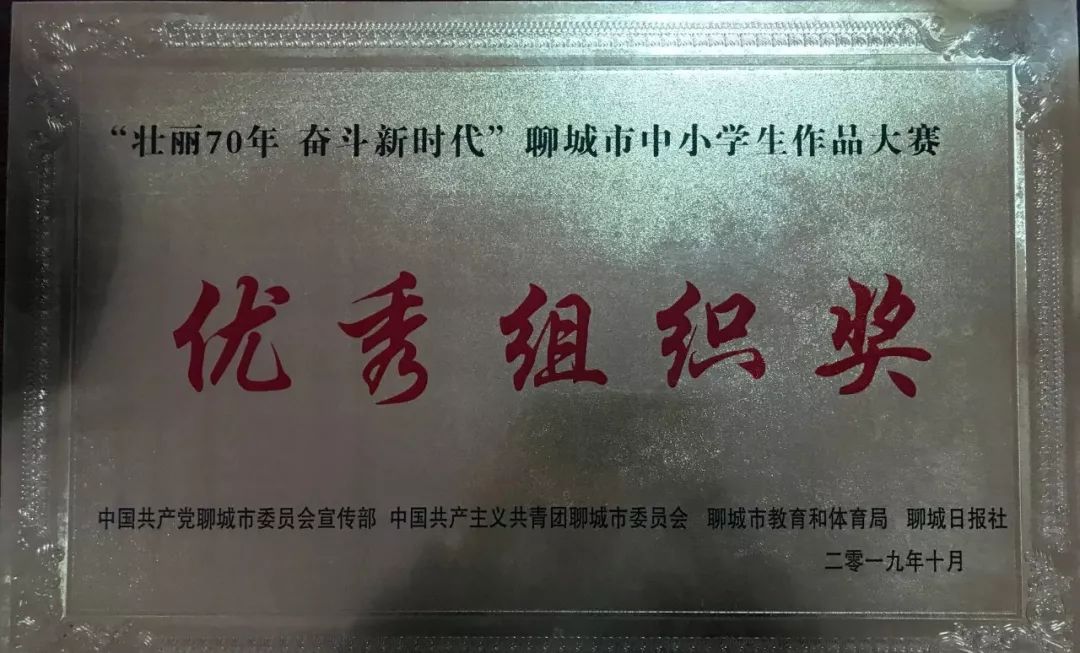 “壮丽70年 奋斗新时代”聊城市中小学生作品大赛
优秀组织奖
中国共产党聊城市委员会宣传部 中国共产主义共青团聊城市委员会 聊城市教育和体育局 聊城日报社
二零一九年十月